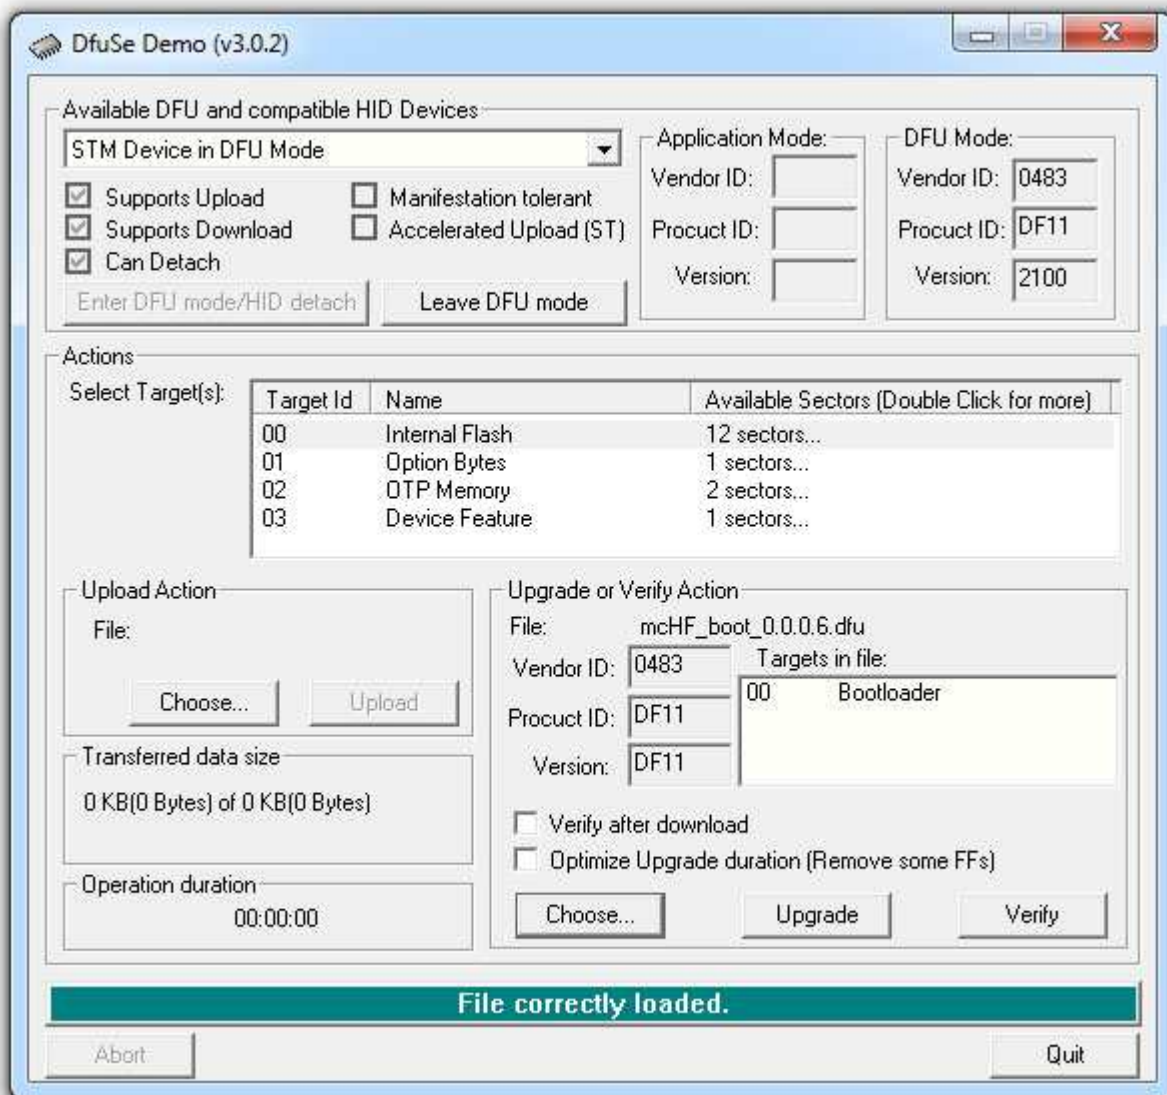 DfuSe Demo (v3.0.2)
Available DFU and compatible HID Devices
STM Device in DFU Mode
Supports Upload
Manifestation tolerant
Supports Download
Accelerated Upload (ST)
Can Detach
Enter DFU mode/HID detach
Leave DFU mode
Application Mode:
Vendor ID:
Procuct ID:
Version:
DFU Mode:
Vendor ID: 0483
Procuct ID: DF11
Version: 2100
Actions
Select Target(s):
Target Id Name Available Sectors (Double Click for more)
00 Internal Flash 12 sectors...
01 Option Bytes 1 sectors...
02 OTP Memory 2 sectors...
03 Device Feature 1 sectors...
Upload Action
File:
Choose...
Upload
Transferred data size
0 KB(0 Bytes) of 0 KB(0 Bytes)
Operation duration
00:00:00
Upgrade or Verify Action
File: mcHF_boot_0.0.0.6.dfu
Vendor ID: 0483
Procuct ID: DF11
Version: DF11
Targets in file:
00 Bootloader
Verify after download
Optimize Upgrade duration (Remove some FFs)
Choose...
Upgrade
Verify
File correctly loaded.
Abort
Quit